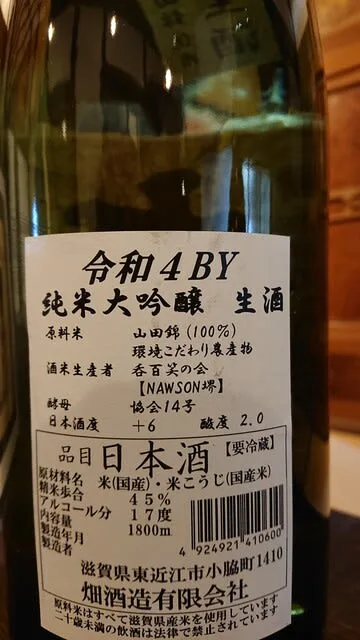 令和4BY
純米大吟醸 生酒
原料米 山田錦(100%)
環境こだわり農産物
酒米生産者 呑百笑の会
【NAWSON堺】
酵母 協会14号
日本酒度 +6 酸度 2.0
品目 日本酒 【要冷蔵】
原材料名 米(国産)・米こうじ(国産米)
精米歩合 45%
アルコール分 17度
内容量 1800m
製造年月
製造者
4 924921 410600
滋賀県東近江市小脇町1410
畑酒造有限会社
原料米はすべて滋賀県産米を使用しています
二十歳未満の飲酒は法律で禁止されています